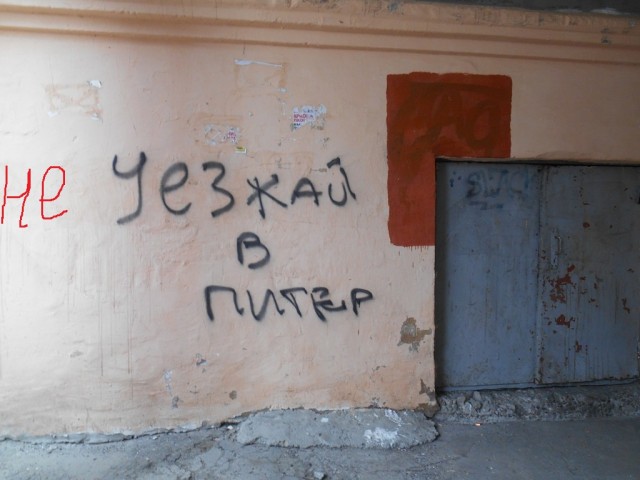 не уезжай
в
питер